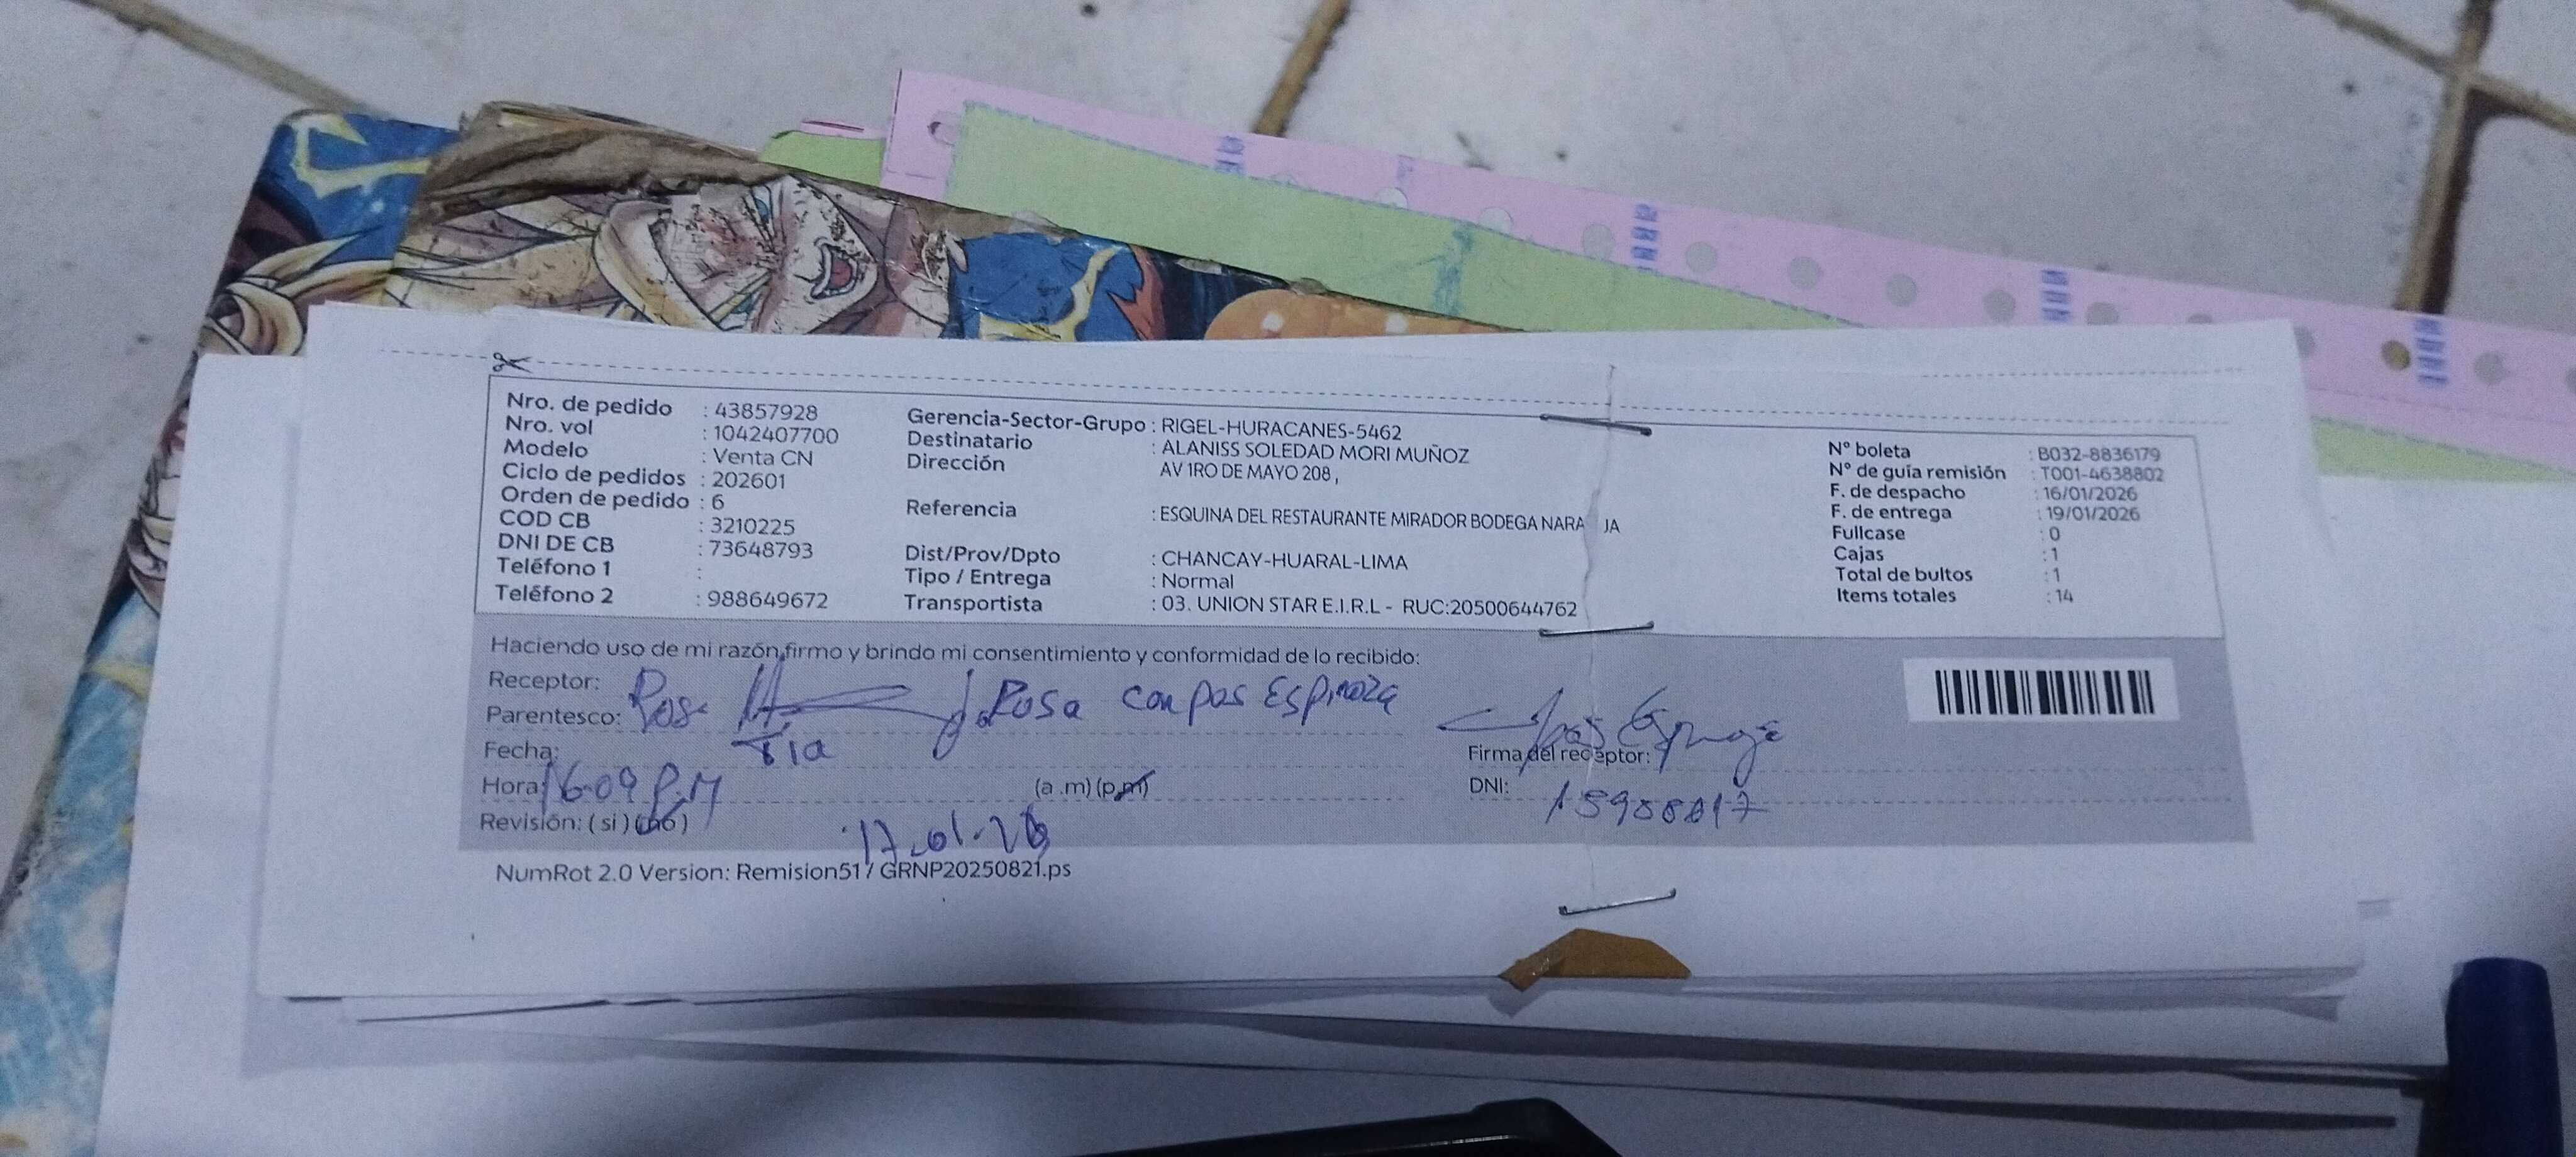 Nro. de pedido : 43857928
Nro. vol : 1042407700
Modelo : Venta CN
Ciclo de pedidos : 202601
Orden de pedido : 6
COD CB : 3210225
DNI DE CB : 73648793
Teléfono 1 :
Teléfono 2 : 988649672
Gerencia-Sector-Grupo : RIGEL-HURACANES-5462
Destinatario : ALANISS SOLEDAD MORI MUÑOZ
Dirección AV 1RO DE MAYO 208 ,
Referencia : ESQUINA DEL RESTAURANTE MIRADOR BODEGA NARA JA
Dist/Prov/Dpto : CHANCAY-HUARAL-LIMA
Tipo / Entrega : Normal
Transportista : 03. UNION STAR E.I.R.L - RUC:20500644762
N° boleta : B032-8836179
N° de guía remisión : T001-4638802
F. de despacho : 16/01/2026
F. de entrega : 19/01/2026
Fullcase : 0
Cajas : 1
Total de bultos : 1
Items totales : 14
Haciendo uso de mi razón firmo y brindo mi consentimiento y conformidad de lo recibido:
Receptor: Rosa Rosa Campos Espinoza
Parentesco: Tia
Fecha:
Firma del receptor:
Hora: 16:09 P.M (a .m) (p.m)
DNI:
Revisión: ( si ) (no )
17-01-26
NumRot 2.0 Version: Remision51 / GRNP20250821.ps